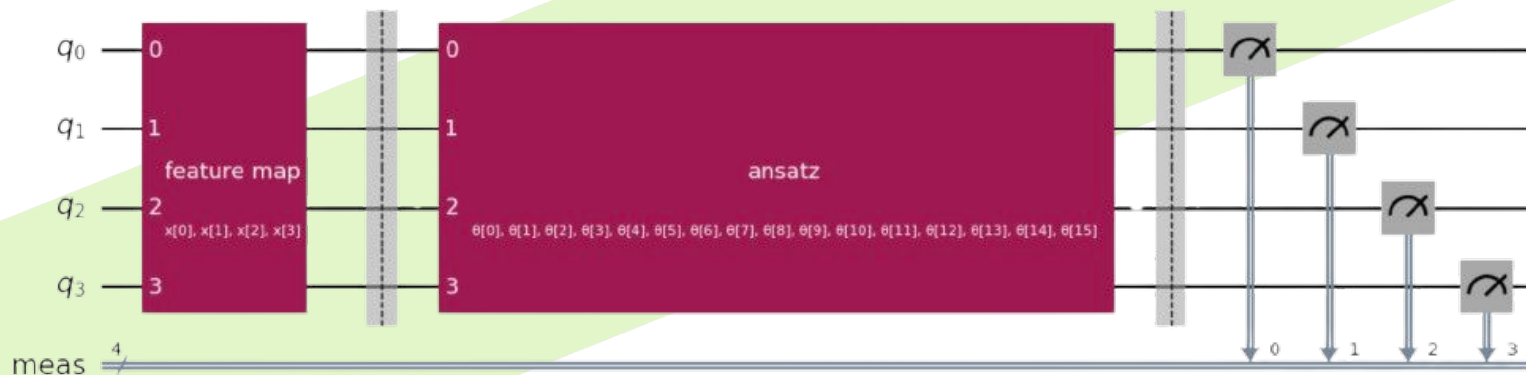 q0 0 0
q1 1 1
feature map ansatz
q2 2 2
x[0], x[1], x[2], x[3] θ[0], θ[1], θ[2], θ[3], θ[4], θ[5], θ[6], θ[7], θ[8], θ[9], θ[10], θ[11], θ[12], θ[13], θ[14], θ[15]
q3 3 3
meas 4 0 1 2 3